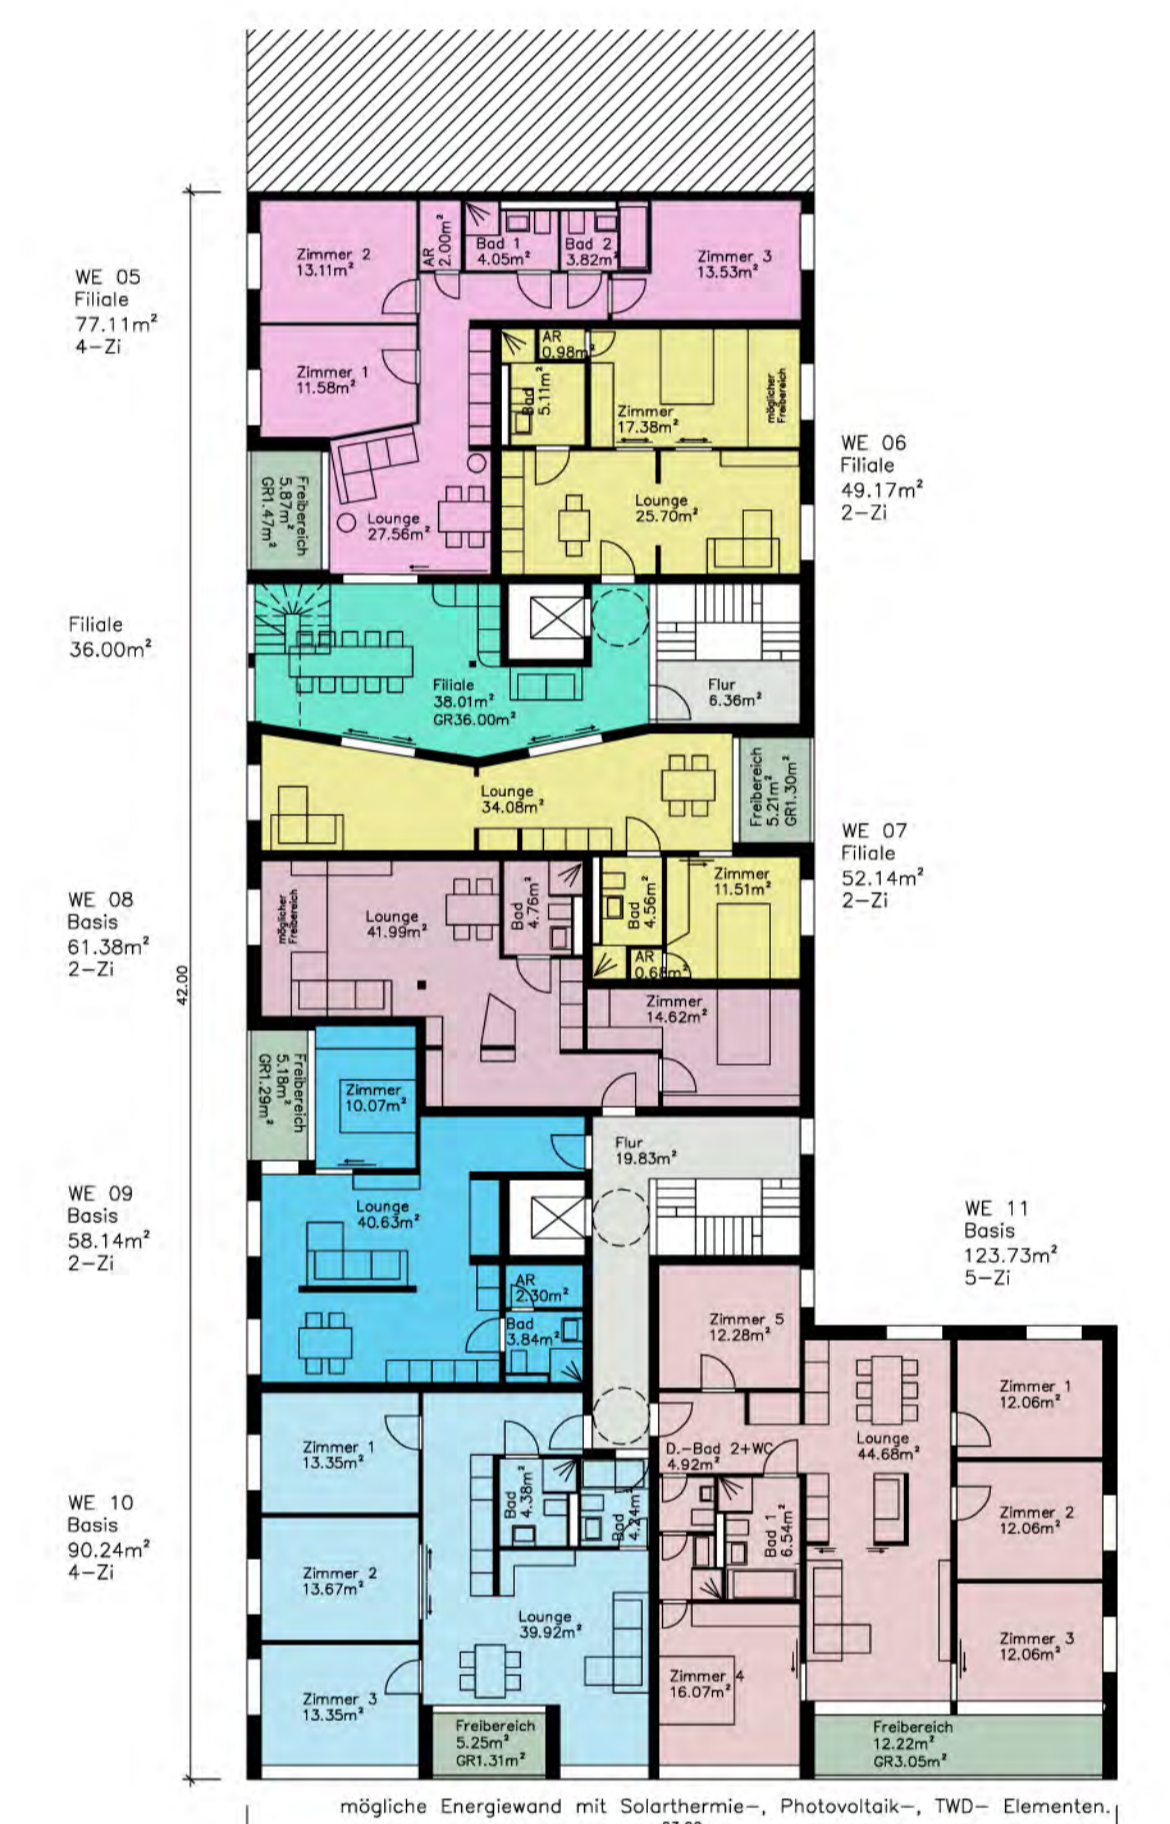 WE 05
Filiale
77.11m²
4-Zi
Zimmer 2
13.11m²
AR
2.00m²
Bad 1
4.05m²
Bad 2
3.82m²
Zimmer 3
13.53m²
Zimmer 1
11.58m²
AR
0.98m²
Bad
5.11m²
Zimmer
17.38m²
möglicher
Freibereich
WE 06
Filiale
49.17m²
2-Zi
Freibereich
5.87m²
GR1.47m²
Lounge
27.56m²
Lounge
25.70m²
Filiale
36.00m²
Filiale
38.01m²
GR36.00m²
Flur
6.36m²
Lounge
34.08m²
Freibereich
5.21m²
GR1.30m²
WE 07
Filiale
52.14m²
2-Zi
WE 08
Basis
61.38m²
2-Zi
möglicher
Freibereich
Lounge
41.99m²
Bad
4.76m²
Bad
4.56m²
Zimmer
11.51m²
AR
0.68m²
42.00
Zimmer
14.62m²
Freibereich
5.18m²
GR1.29m²
Zimmer
10.07m²
Flur
19.83m²
WE 09
Basis
58.14m²
2-Zi
Lounge
40.63m²
AR
2.30m²
Bad
3.84m²
WE 11
Basis
123.73m²
5-Zi
Zimmer 5
12.28m²
Zimmer 1
12.06m²
Lounge
44.68m²
D.-Bad 2+WC
4.92m²
WE 10
Basis
90.24m²
4-Zi
Zimmer 1
13.35m²
Bad
4.38m²
Bad
4.24m²
Bad 1
6.54m²
Zimmer 2
12.06m²
Zimmer 2
13.67m²
Lounge
39.92m²
Zimmer 3
12.06m²
Zimmer 4
16.07m²
Zimmer 3
13.35m²
Freibereich
5.25m²
GR1.31m²
Freibereich
12.22m²
GR3.05m²
mögliche Energiewand mit Solarthermie-, Photovoltaik-, TWD- Elementen.